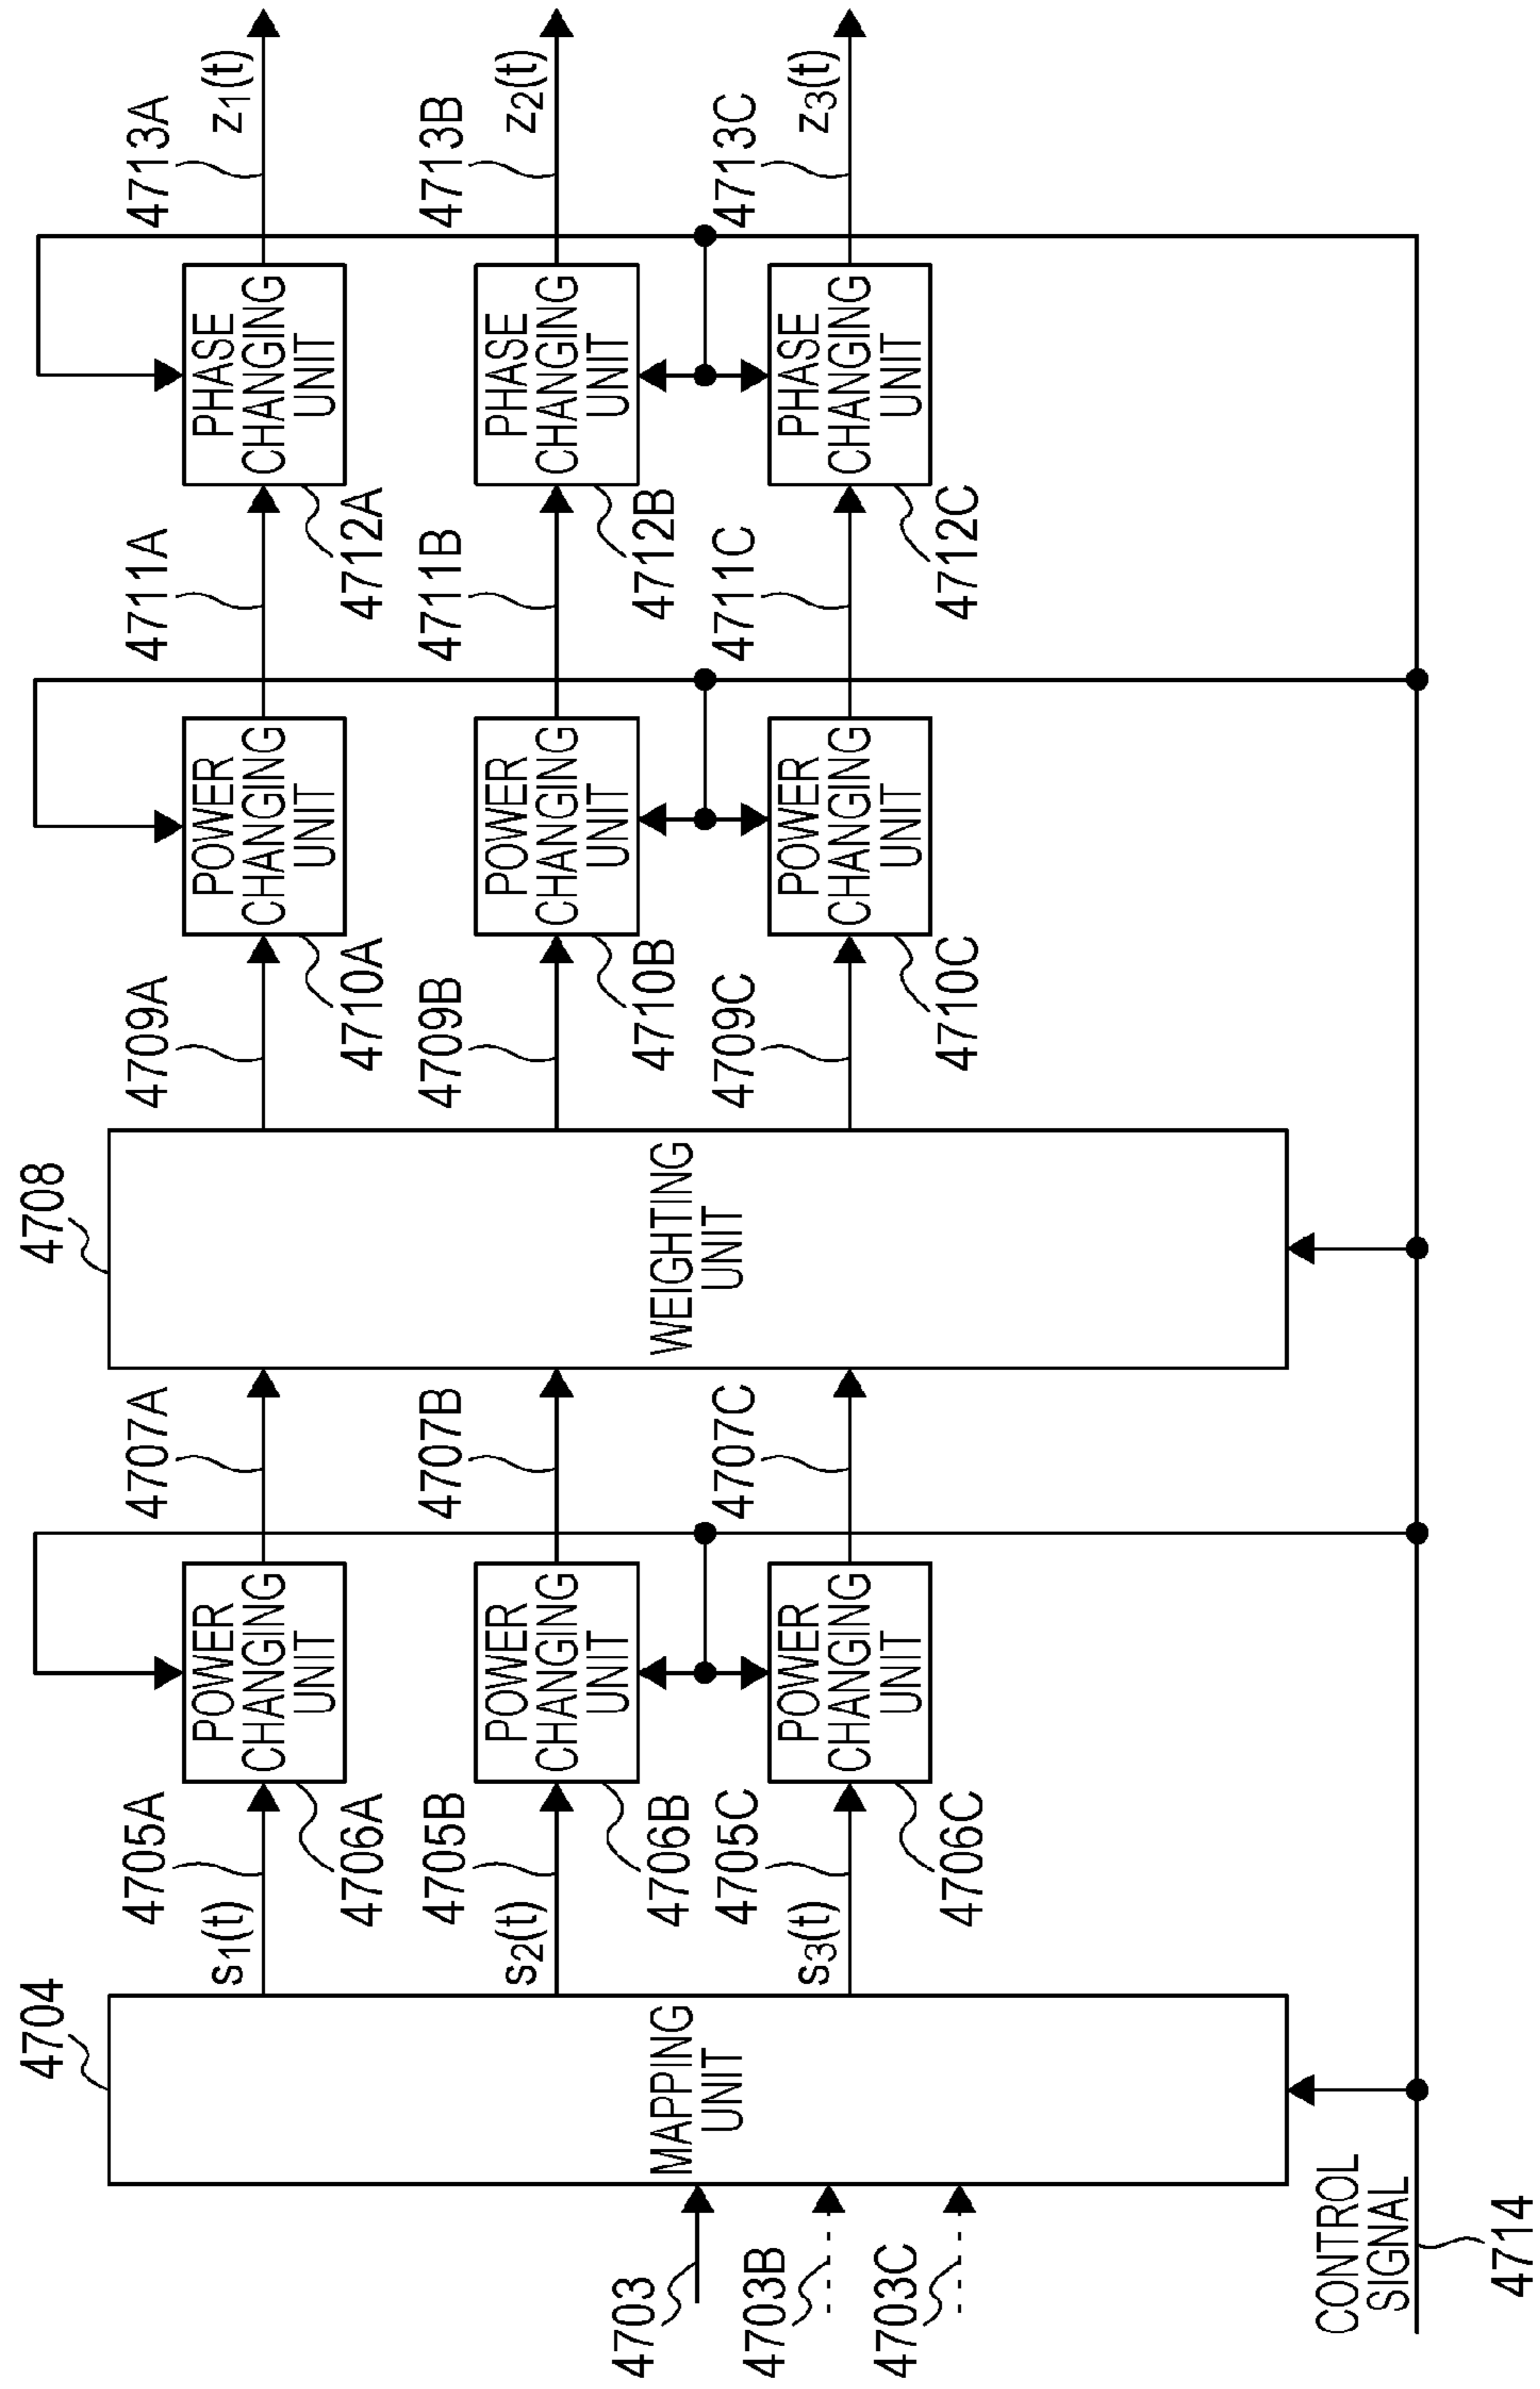 4703
4703B
4703C
CONTROL
SIGNAL
4714
4704
MAPPING
UNIT
s1(t)
4705A
s2(t)
4705B
s3(t)
4705C
POWER
CHANGING
UNIT
4706A
POWER
CHANGING
UNIT
4706B
POWER
CHANGING
UNIT
4706C
4707A
4707B
4707C
4708
WEIGHTING
UNIT
4709A
4709B
4709C
POWER
CHANGING
UNIT
4710A
POWER
CHANGING
UNIT
4710B
POWER
CHANGING
UNIT
4710C
4711A
4711B
4711C
PHASE
CHANGING
UNIT
4712A
PHASE
CHANGING
UNIT
4712B
PHASE
CHANGING
UNIT
4712C
4713A
z1(t)
4713B
z2(t)
4713C
z3(t)